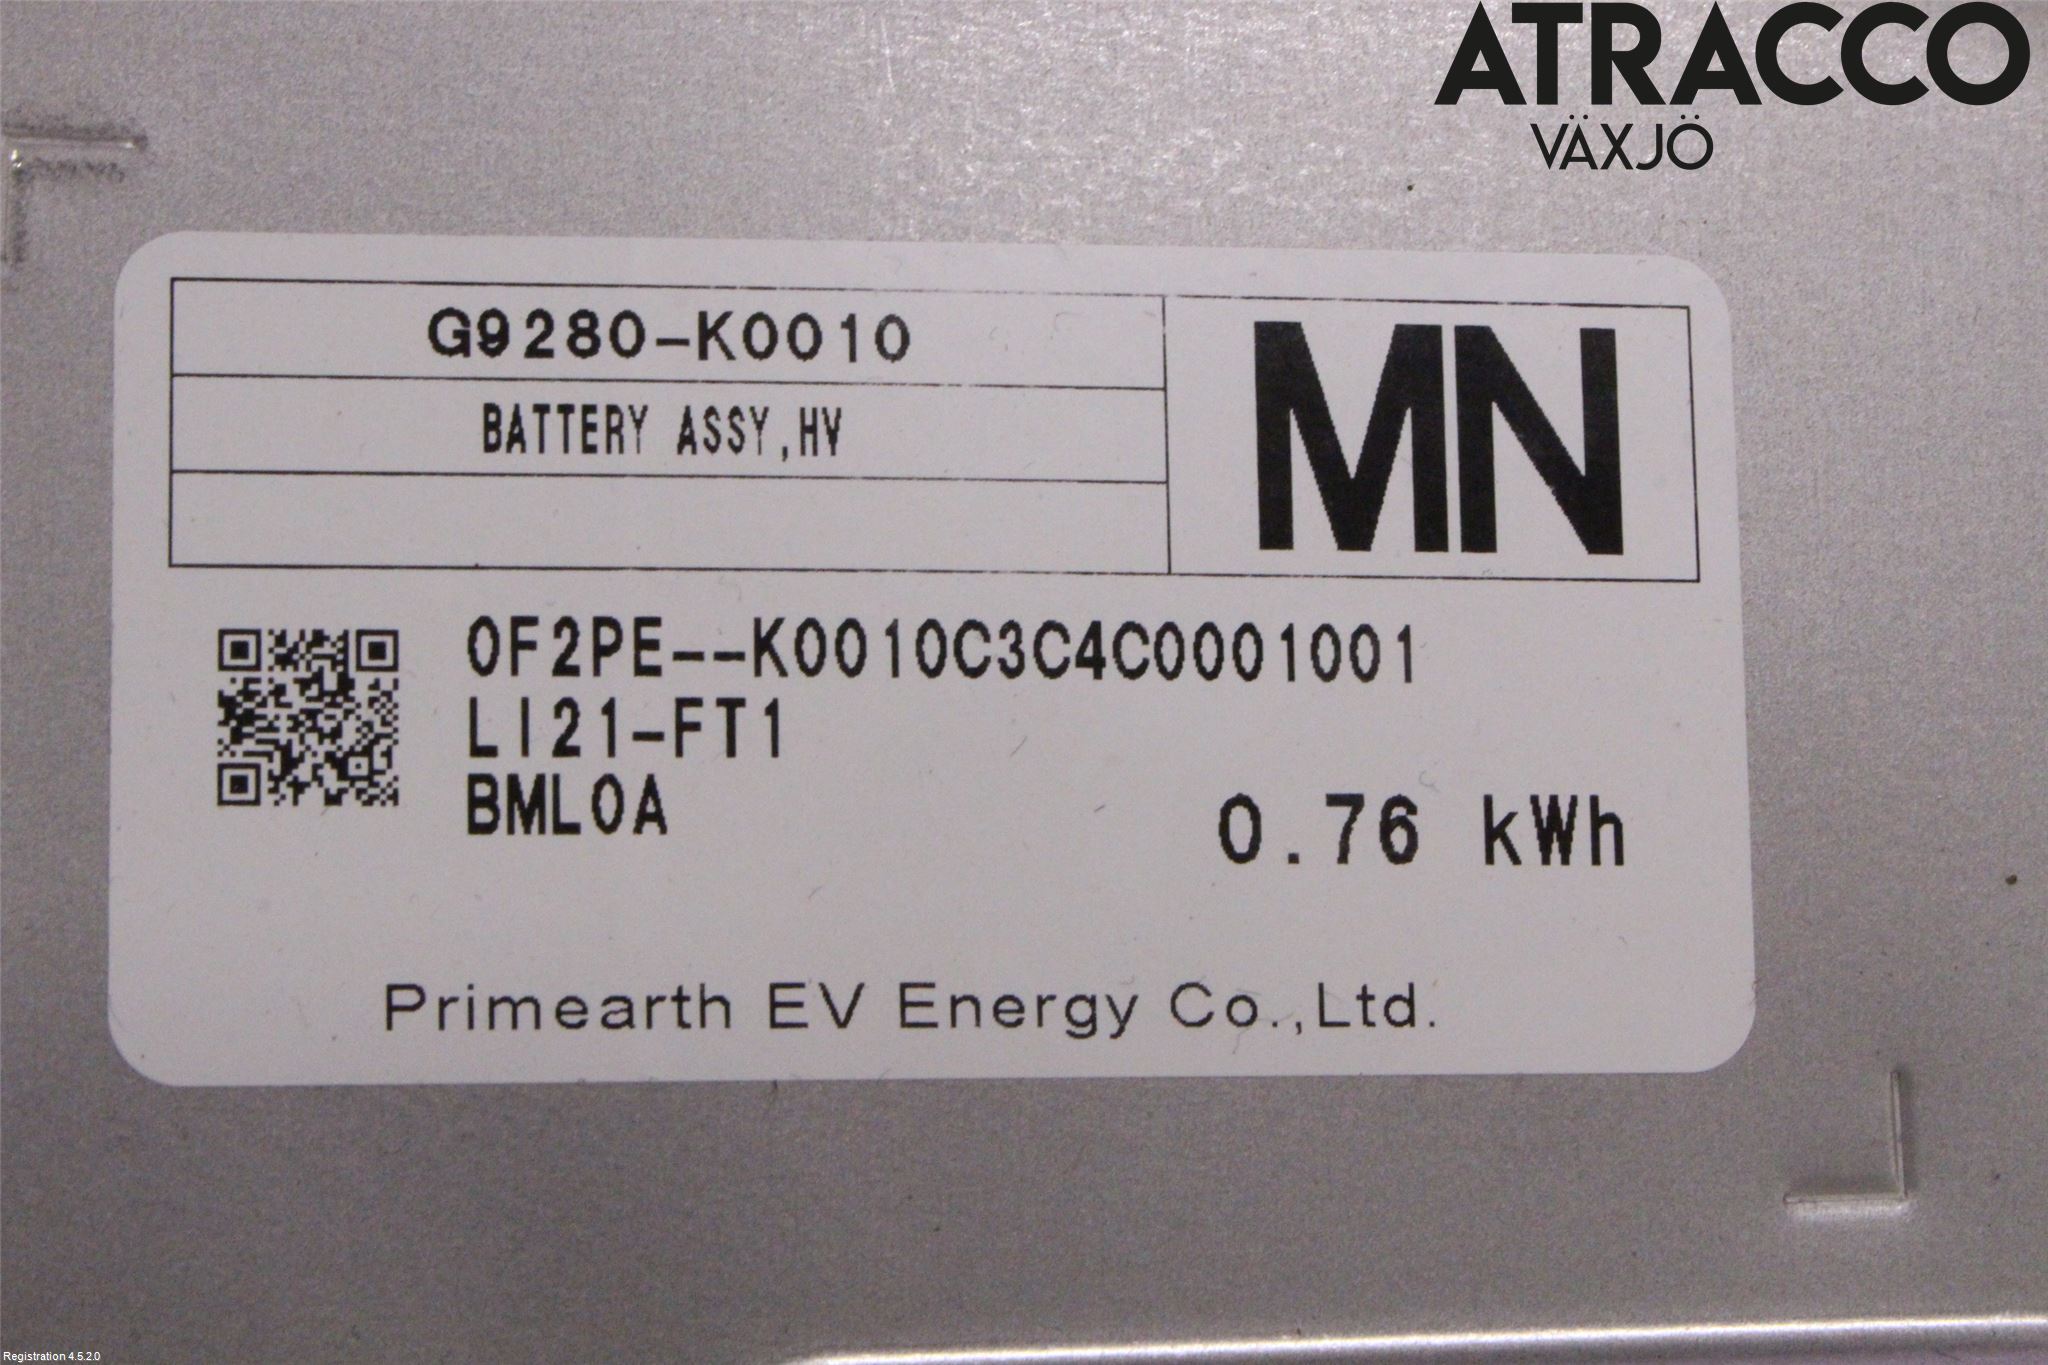 ATRACCO
VÄXJÖ
G9280-K0010
MN
BATTERY ASSY,HV
0F2PE--K0010C3C4C0001001
LI21-FT1
BML0A
0.76 kWh
Primearth EV Energy Co.,Ltd.
Registration 4.5.2.0